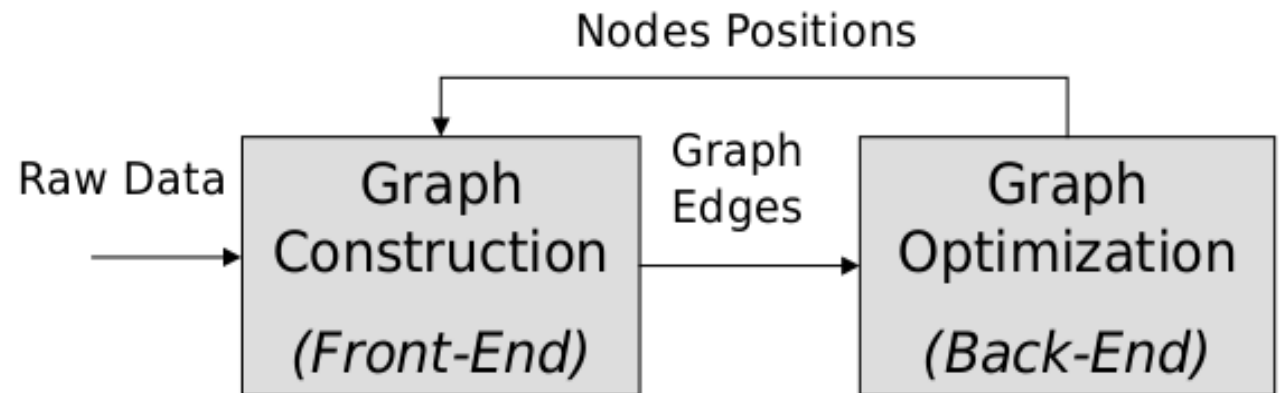 Nodes Positions
Raw Data
Graph
Construction
(Front-End)
Graph
Edges
Graph
Optimization
(Back-End)